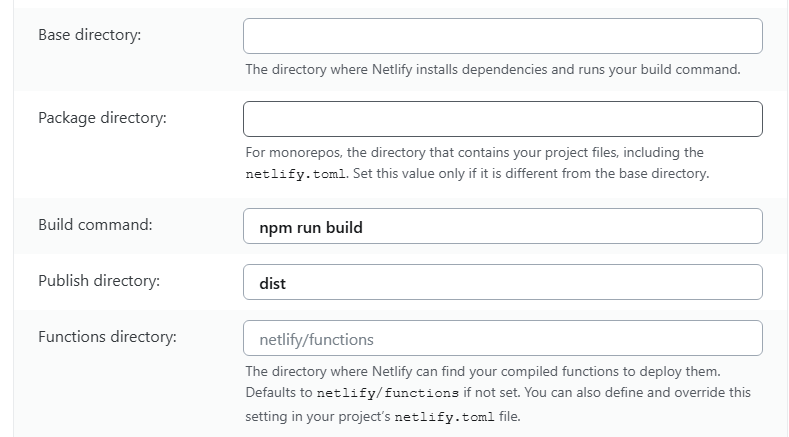 Base directory:
The directory where Netlify installs dependencies and runs your build command.
Package directory:
For monorepos, the directory that contains your project files, including the
netlify.toml. Set this value only if it is different from the base directory.
Build command:
npm run build
Publish directory:
dist
Functions directory:
netlify/functions
The directory where Netlify can find your compiled functions to deploy them.
Defaults to netlify/functions if not set. You can also define and override this
setting in your project’s netlify.toml file.